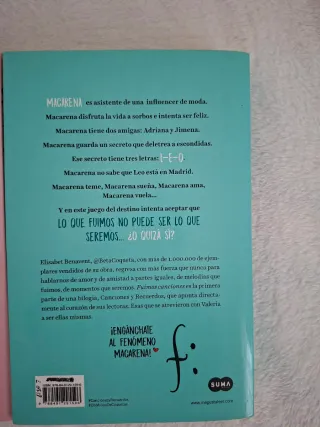 MACARENA es asistente de una influencer de moda.
Macarena disfruta la vida a sorbos e intenta ser feliz.
Macarena tiene dos amigas: Adriana y Jimena.
Macarena guarda un secreto que deletrea a escondidas.
Ese secreto tiene tres letras: L-E-O.
Macarena no sabe que Leo está en Madrid.
Macarena teme, Macarena sueña, Macarena ama,
Macarena vuela...
Y en este juego del destino intenta aceptar que
LO QUE FUIMOS NO PUEDE SER LO QUE
SEREMOS... ¿O QUIZÁ SÍ?
Elísabet Benavent, @BetaCoqueta, con más de 1.000.000 de ejem-
plares vendidos de su obra, regresa con más fuerza que nunca para
hablarnos de amor y de amistad a partes iguales, de melodías que
fuimos, de momentos que seremos. Fuimos canciones es la primera
parte de una bilogía, Canciones y Recuerdos, que apunta directa-
mente al corazón de sus lectoras. Esas que se atrevieron con Valeria
a ser ellas mismas.
¡ENGÁNCHATE
AL FENÓMENO
MACARENA!
f:
SUMA